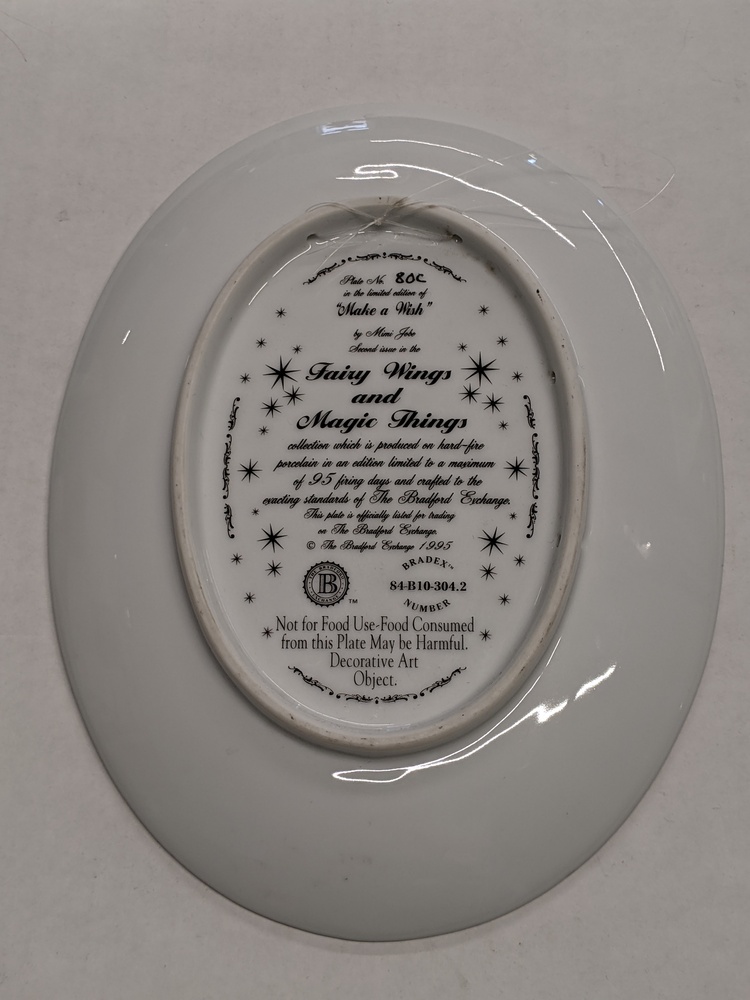 Plate No. 80C
in the limited edition of
"Make a Wish"
by Mimi Jobe
Second issue in the
Fairy Wings
and
Magic Things
collection which is produced on hard-fire
porcelain in an edition limited to a maximum
of 95 firing days and crafted to the
exacting standards of The Bradford Exchange.
This plate is officially listed for trading
on The Bradford Exchange.
© The Bradford Exchange 1995
THE BRADFORD
B
EXCHANGE
™
BRADEX™
84-B10-304.2
NUMBER
Not for Food Use-Food Consumed
from this Plate May be Harmful.
Decorative Art
Object.